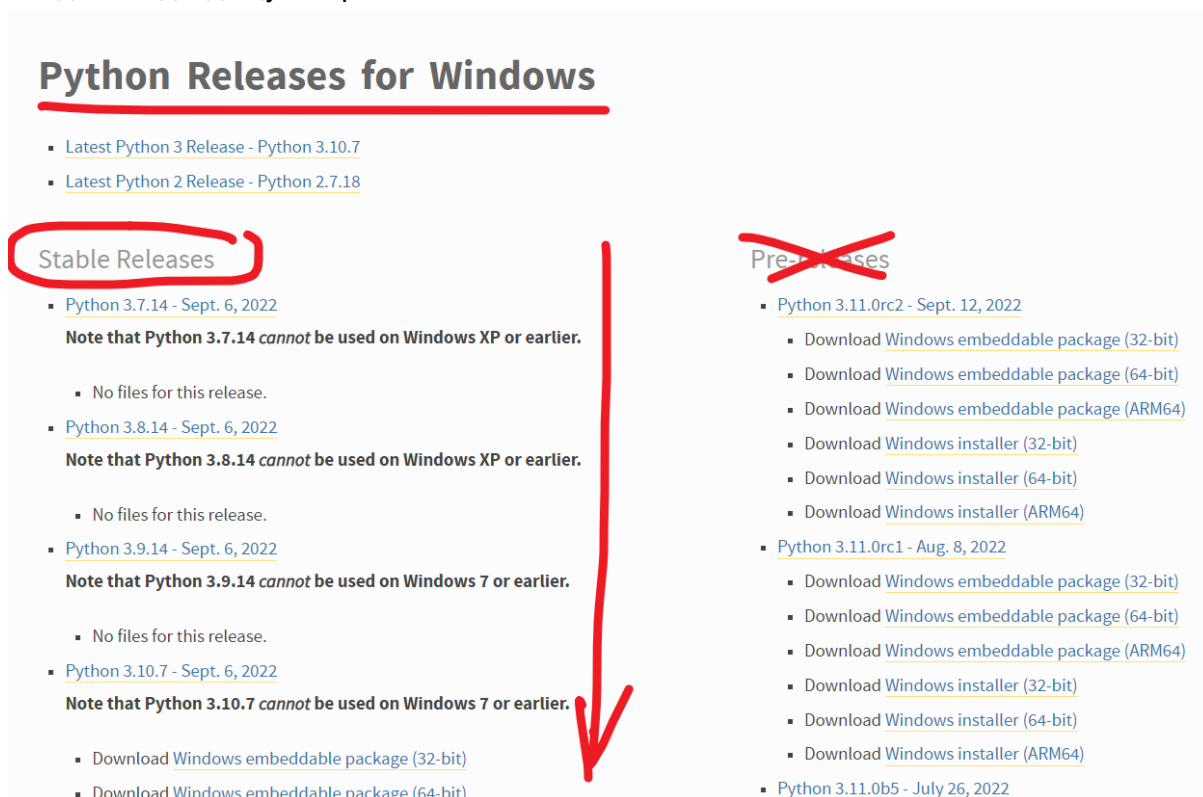 Python Releases for Windows
Latest Python 3 Release - Python 3.10.7
Latest Python 2 Release - Python 2.7.18
Stable Releases
Python 3.7.14 - Sept. 6, 2022
Note that Python 3.7.14 cannot be used on Windows XP or earlier.
No files for this release.
Python 3.8.14 - Sept. 6, 2022
Note that Python 3.8.14 cannot be used on Windows XP or earlier.
No files for this release.
Python 3.9.14 - Sept. 6, 2022
Note that Python 3.9.14 cannot be used on Windows 7 or earlier.
No files for this release.
Python 3.10.7 - Sept. 6, 2022
Note that Python 3.10.7 cannot be used on Windows 7 or earlier.
Download Windows embeddable package (32-bit)
Download Windows embeddable package (64-bit)
Pre-releases
Python 3.11.0rc2 - Sept. 12, 2022
Download Windows embeddable package (32-bit)
Download Windows embeddable package (64-bit)
Download Windows embeddable package (ARM64)
Download Windows installer (32-bit)
Download Windows installer (64-bit)
Download Windows installer (ARM64)
Python 3.11.0rc1 - Aug. 8, 2022
Download Windows embeddable package (32-bit)
Download Windows embeddable package (64-bit)
Download Windows embeddable package (ARM64)
Download Windows installer (32-bit)
Download Windows installer (64-bit)
Download Windows installer (ARM64)
Python 3.11.0b5 - July 26, 2022